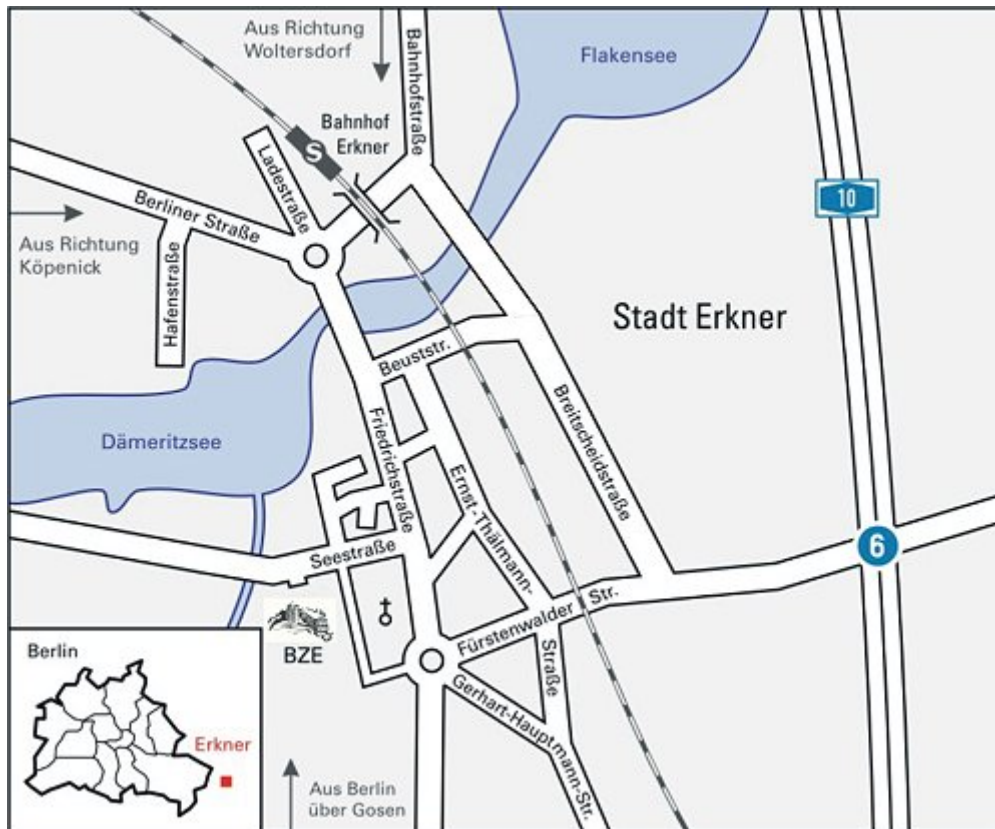 Aus Richtung
Woltersdorf
Bahnhofstraße
Flakensee
Bahnhof
Erkner
S
Ladestraße
10
Berliner Straße
Aus Richtung
Köpenick
Hafenstraße
Stadt Erkner
Beuststr.
Breitscheidstraße
Dämeritzsee
Friedrichstraße
Ernst-Thälmann-
Straße
Seestraße
6
Fürstenwalder Str.
BZE
Gerhart-Hauptmann-Str.
Berlin
Erkner
Aus Berlin
über Gosen